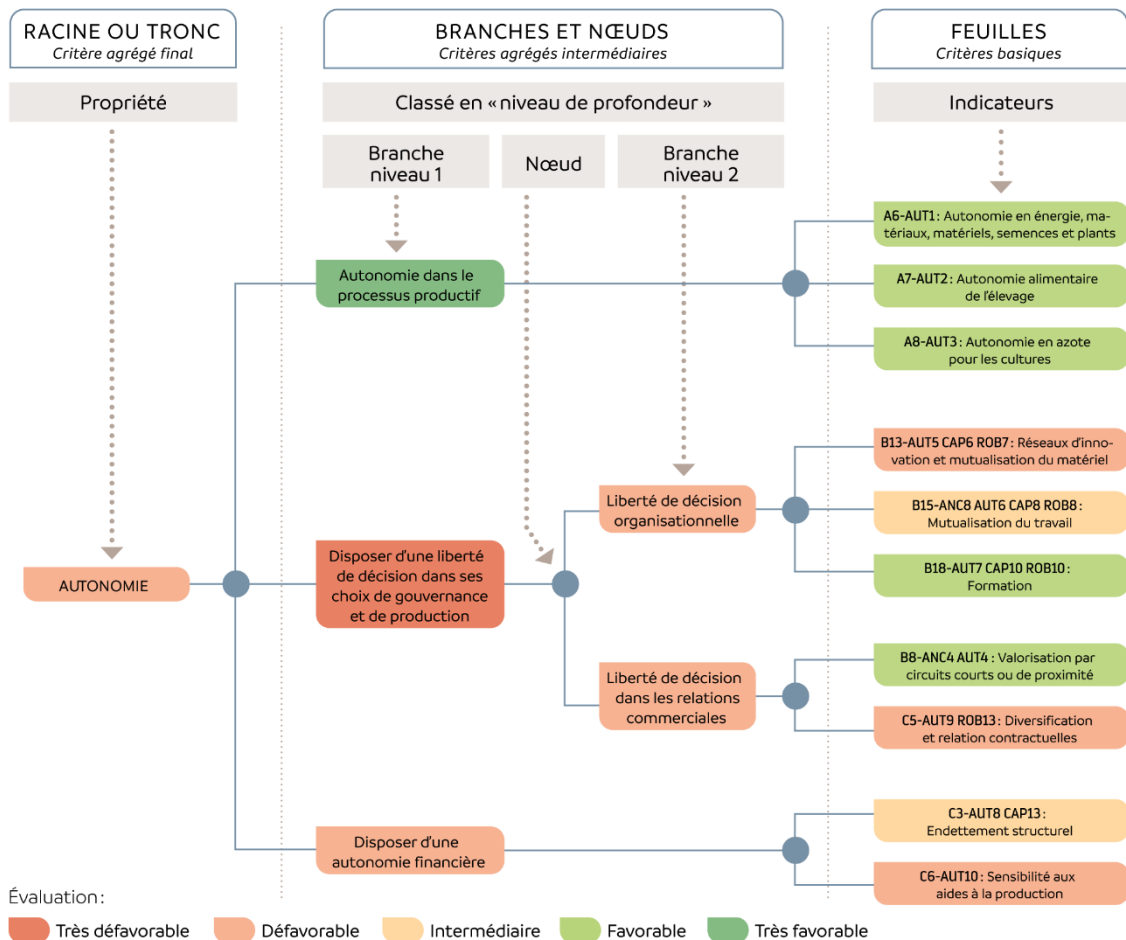 RACINE OU TRONC
Critère agrégé final
BRANCHES ET NŒUDS
Critères agrégés intermédiaires
FEUILLES
Critères basiques
Propriété
Classé en « niveau de profondeur »
Indicateurs
Branche
niveau 1
Nœud
Branche
niveau 2
A6-AUT1 : Autonomie en énergie, ma-
tériaux, matériels, semences et plants
Autonomie dans le
processus productif
A7-AUT2 : Autonomie alimentaire
de l'élevage
A8-AUT3 : Autonomie en azote
pour les cultures
B13-AUT5 CAP6 ROB7 : Réseaux d'inno-
vation et mutualisation du matériel
Liberté de décision
organisationnelle
B15-ANC8 AUT6 CAP8 ROB8 :
Mutualisation du travail
B18-AUT7 CAP10 ROB10 :
Formation
AUTONOMIE
Disposer d'une liberté
de décision dans ses
choix de gouvernance
et de production
Liberté de décision
dans les relations
commerciales
B8-ANC4 AUT4 : Valorisation par
circuits courts ou de proximité
C5-AUT9 ROB13 : Diversification
et relation contractuelles
Disposer d'une
autonomie financière
C3-AUT8 CAP13 :
Endettement structurel
C6-AUT10 : Sensibilité aux
aides à la production
Évaluation :
Très défavorable
Défavorable
Intermédiaire
Favorable
Très favorable